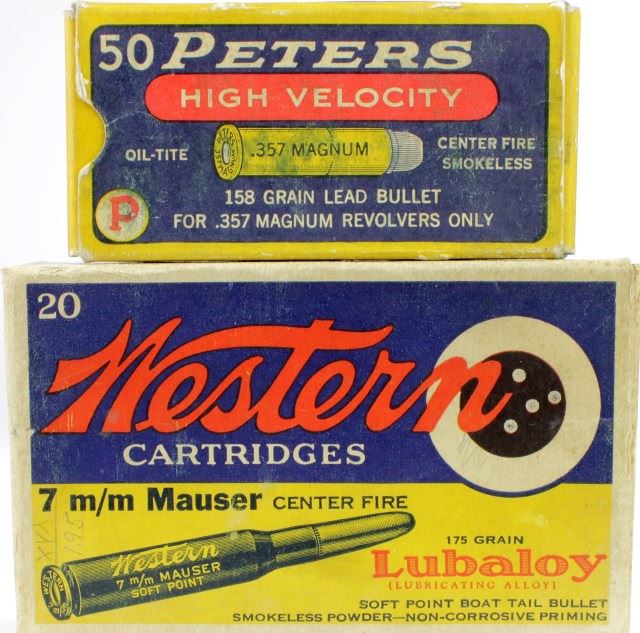 50 PETERS
HIGH VELOCITY
OIL-TITE
.357 MAGNUM
CENTER FIRE
SMOKELESS
158 GRAIN LEAD BULLET
FOR .357 MAGNUM REVOLVERS ONLY
P
20
Western
CARTRIDGES
7 m/m Mauser CENTER FIRE
Western
7 m/m MAUSER
SOFT POINT
WESTERN
175 GRAIN
Lubaloy
[LUBRICATING ALLOY]
SOFT POINT BOAT TAIL BULLET
SMOKELESS POWDER—NON-CORROSIVE PRIMING